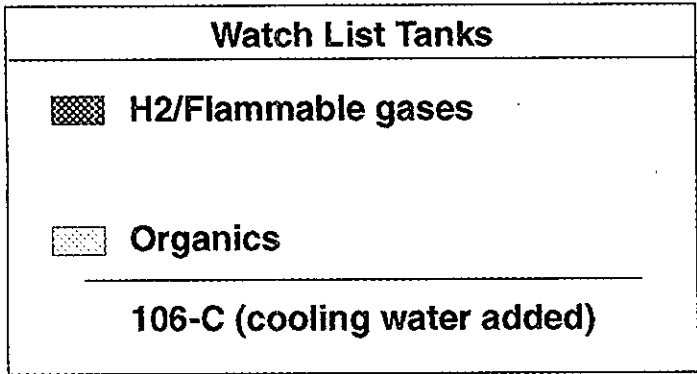 Watch List Tanks
H2/Flammable gases
Organics
106-C (cooling water added)